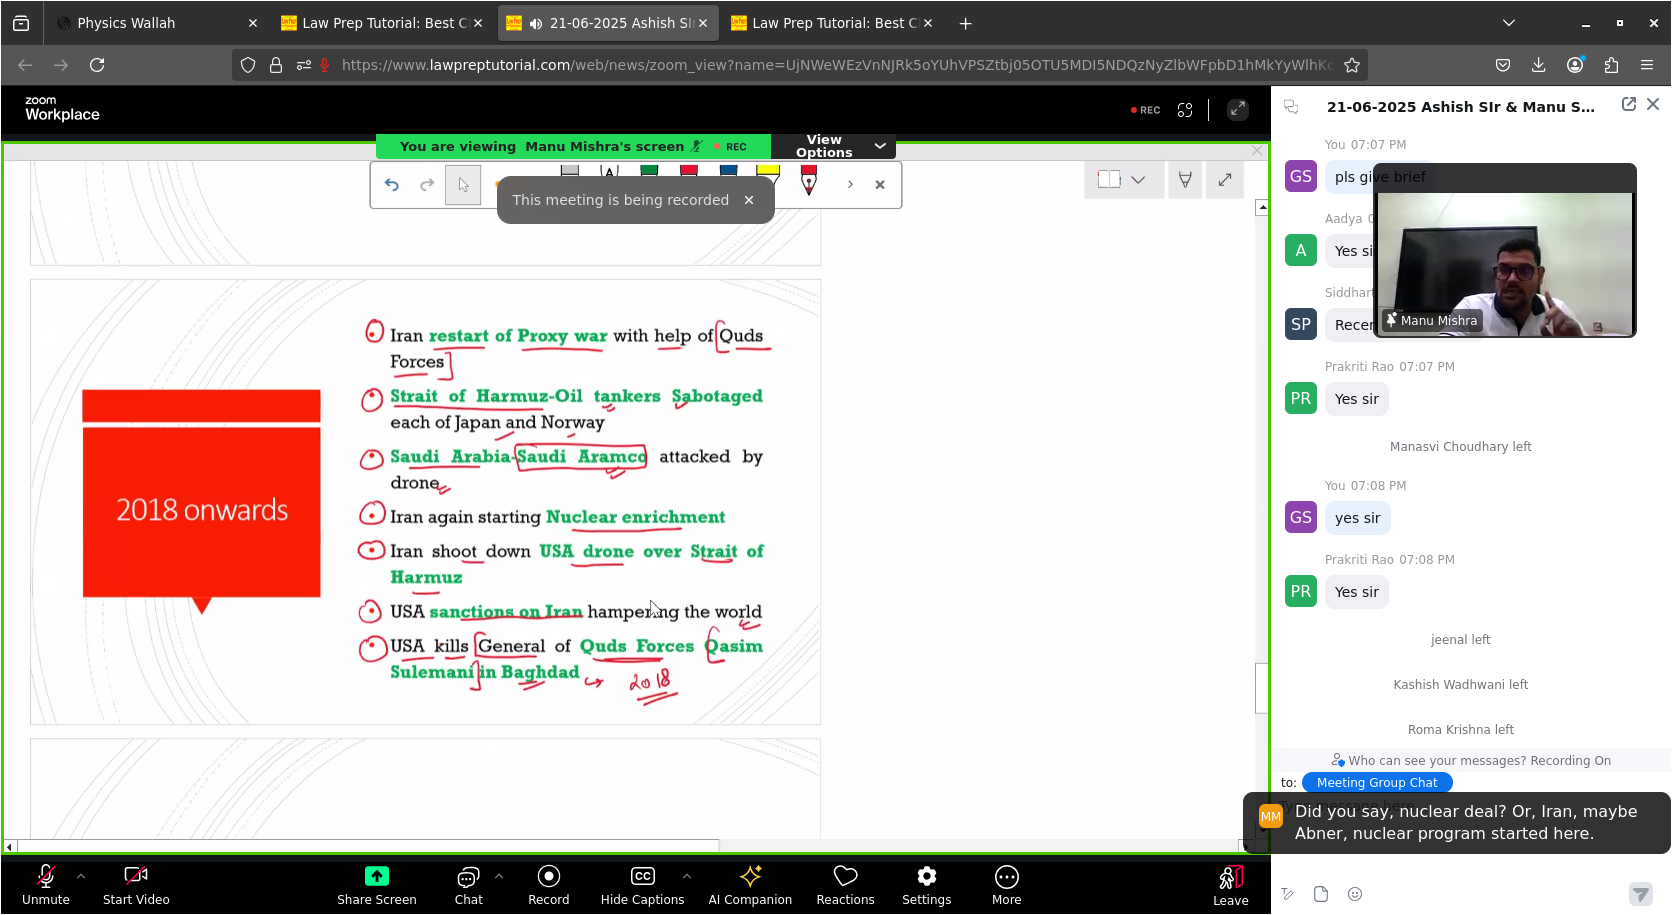 Physics Wallah
Law Prep Tutorial: Best C
21-06-2025 Ashish SIr
Law Prep Tutorial: Best C
https://www.lawpreptutorial.com/web/news/zoom_view?name=
zoom
Workplace
REC
You are viewing Manu Mishra's screen
REC
View Options
This meeting is being recorded
2018 onwards
Iran restart of Proxy war with help of Quds
Forces
Strait of Harmuz-Oil tankers Sabotaged
each of Japan and Norway
Saudi Arabia-Saudi Aramco attacked by
drone
Iran again starting Nuclear enrichment
Iran shoot down USA drone over Strait of
Harmuz
USA sanctions on Iran hampering the world
USA kills General of Quds Forces Qasim
Sulemani in Baghdad
2018
21-06-2025 Ashish SIr & Manu S...
You 07:07 PM
GS
pls give brief
Aadya
A
Yes si
Siddhar
SP
Recen
Manu Mishra
Prakriti Rao 07:07 PM
PR
Yes sir
Manasvi Choudhary left
You 07:08 PM
GS
yes sir
Prakriti Rao 07:08 PM
PR
Yes sir
jeenal left
Kashish Wadhwani left
Roma Krishna left
Who can see your messages? Recording On
to: Meeting Group Chat
MM
Did you say, nuclear deal? Or, Iran, maybe
Abner, nuclear program started here.
Unmute
Start Video
Share Screen
Chat
Record
Hide Captions
AI Companion
Reactions
Settings
More
Leave